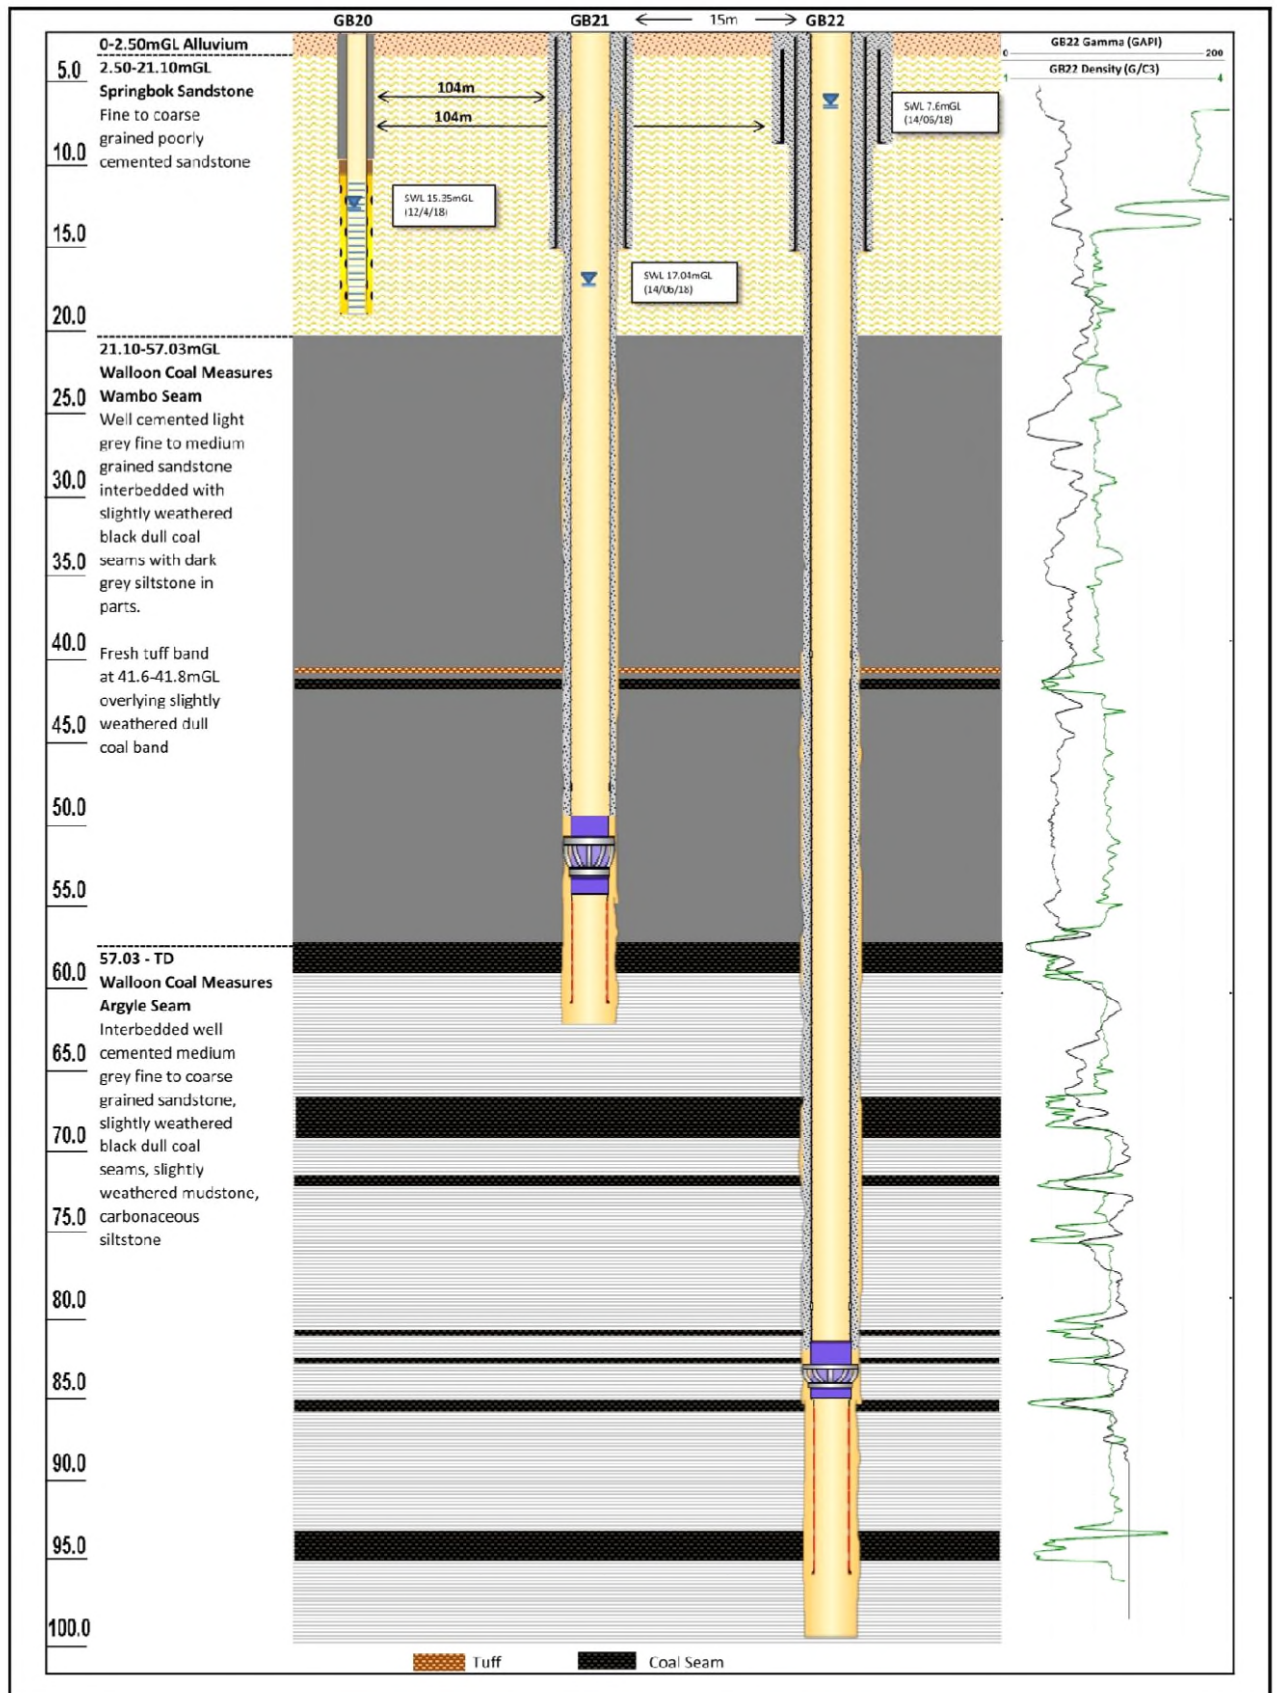 GB20
GB21
15m
GB22
0-2.50mGL Alluvium
2.50-21.10mGL
Springbok Sandstone
Fine to coarse
grained poorly
cemented sandstone
21.10-57.03mGL
Walloon Coal Measures
Wambo Seam
Well cemented light
grey fine to medium
grained sandstone
interbedded with
slightly weathered
black dull coal
seams with dark
grey siltstone in
parts.
Fresh tuff band
at 41.6-41.8mGL
overlying slightly
weathered dull
coal band
57.03 - TD
Walloon Coal Measures
Argyle Seam
Interbedded well
cemented medium
grey fine to coarse
grained sandstone,
slightly weathered
black dull coal
seams, slightly
weathered mudstone,
carbonaceous
siltstone
5.0
10.0
15.0
20.0
25.0
30.0
35.0
40.0
45.0
50.0
55.0
60.0
65.0
70.0
75.0
80.0
85.0
90.0
95.0
100.0
104m
104m
SWL 15.35mGL
(12/4/18)
SWL 17.04mGL
(14/06/18)
SWL 7.6mGL
(14/06/18)
GB22 Gamma (GAPI)
0 200
GB22 Density (G/C3)
1 4
Tuff
Coal Seam